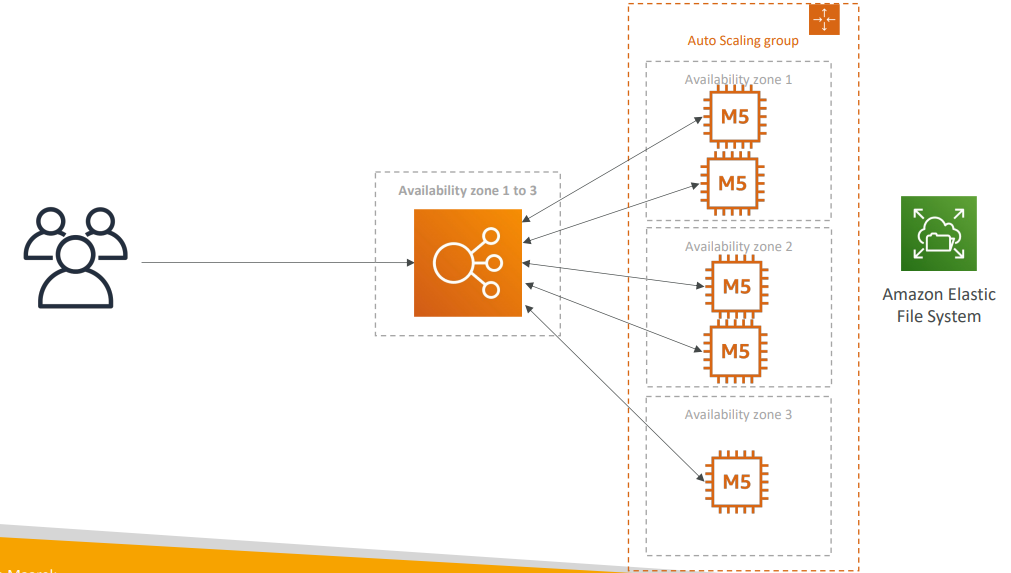 Auto Scaling group
Availability zone 1
M5
M5
Availability zone 1 to 3
Availability zone 2
M5
M5
Amazon Elastic
File System
Availability zone 3
M5